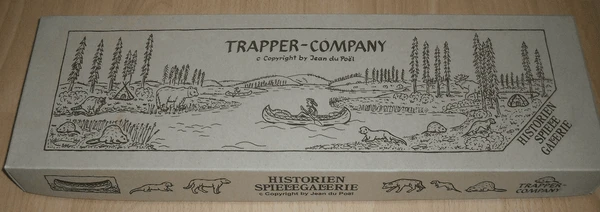 TRAPPER-COMPANY
© Copyright by Jean du Poël
HISTORIEN
SPIELE
GALERIE
HISTORIEN
SPIELEGALERIE
© Copyright by Jean du Poël
TRAPPER-
COMPANY